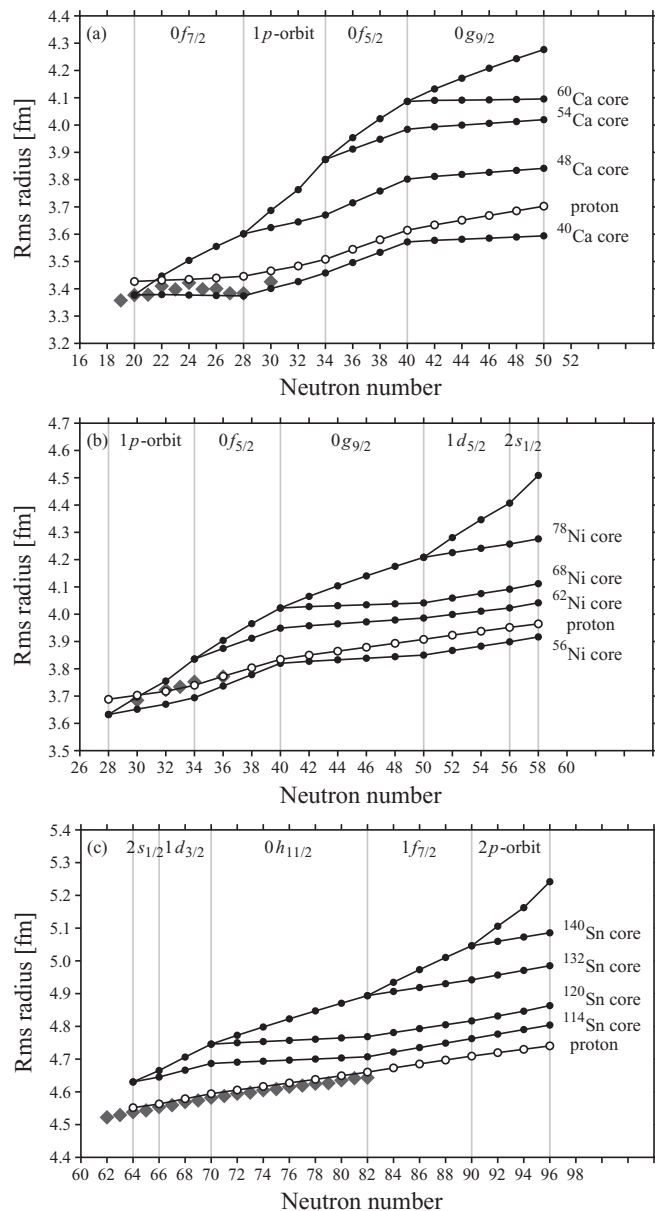 (a) 0f7/2 1p-orbit 0f5/2 0g9/2
4.4
4.3
4.2
4.1
4.0
3.9
3.8
3.7
3.6
3.5
3.4
3.3
3.2
Rms radius [fm]
60Ca core
54Ca core
48Ca core
proton
40Ca core
16 18 20 22 24 26 28 30 32 34 36 38 40 42 44 46 48 50 52
Neutron number
(b) 1p-orbit 0f5/2 0g9/2 1d5/2 2s1/2
4.7
4.6
4.5
4.4
4.3
4.2
4.1
4.0
3.9
3.8
3.7
3.6
3.5
Rms radius [fm]
78Ni core
68Ni core
62Ni core
proton
56Ni core
26 28 30 32 34 36 38 40 42 44 46 48 50 52 54 56 58 60
Neutron number
(c) 2s1/2 1d3/2 0h11/2 1f7/2 2p-orbit
5.4
5.3
5.2
5.1
5.0
4.9
4.8
4.7
4.6
4.5
4.4
Rms radius [fm]
140Sn core
132Sn core
120Sn core
114Sn core
proton
60 62 64 66 68 70 72 74 76 78 80 82 84 86 88 90 92 94 96 98
Neutron number